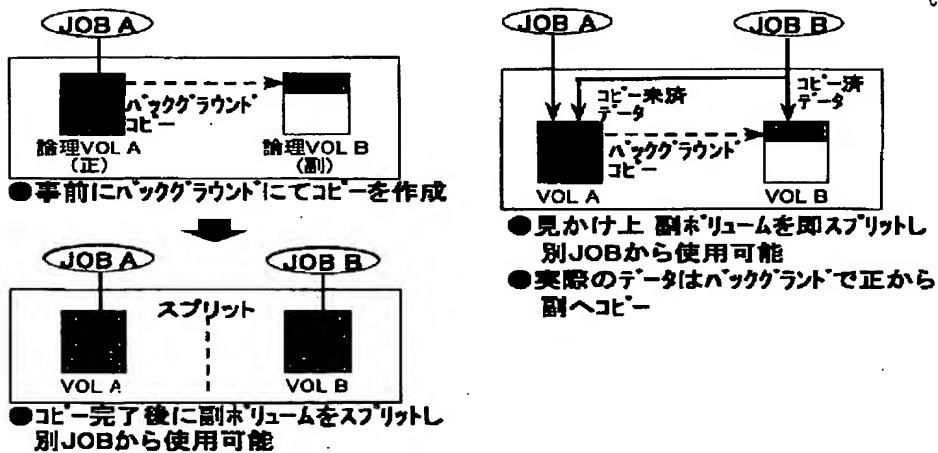 JOB A
バックグラウンド
コピー
論理VOL A
(正)
論理VOL B
(副)
●事前にバックグラウンドにてコピーを作成
JOB A
JOB B
スプリット
VOL A
VOL B
●コピー完了後に副ボリュームをスプリットし
別JOBから使用可能
JOB A
JOB B
コピー未済
データ
コピー済
データ
バックグラウンド
コピー
VOL A
VOL B
●見かけ上 副ボリュームを即スプリットし
別JOBから使用可能
●実際のデータはバックグランドで正から
副へコピー